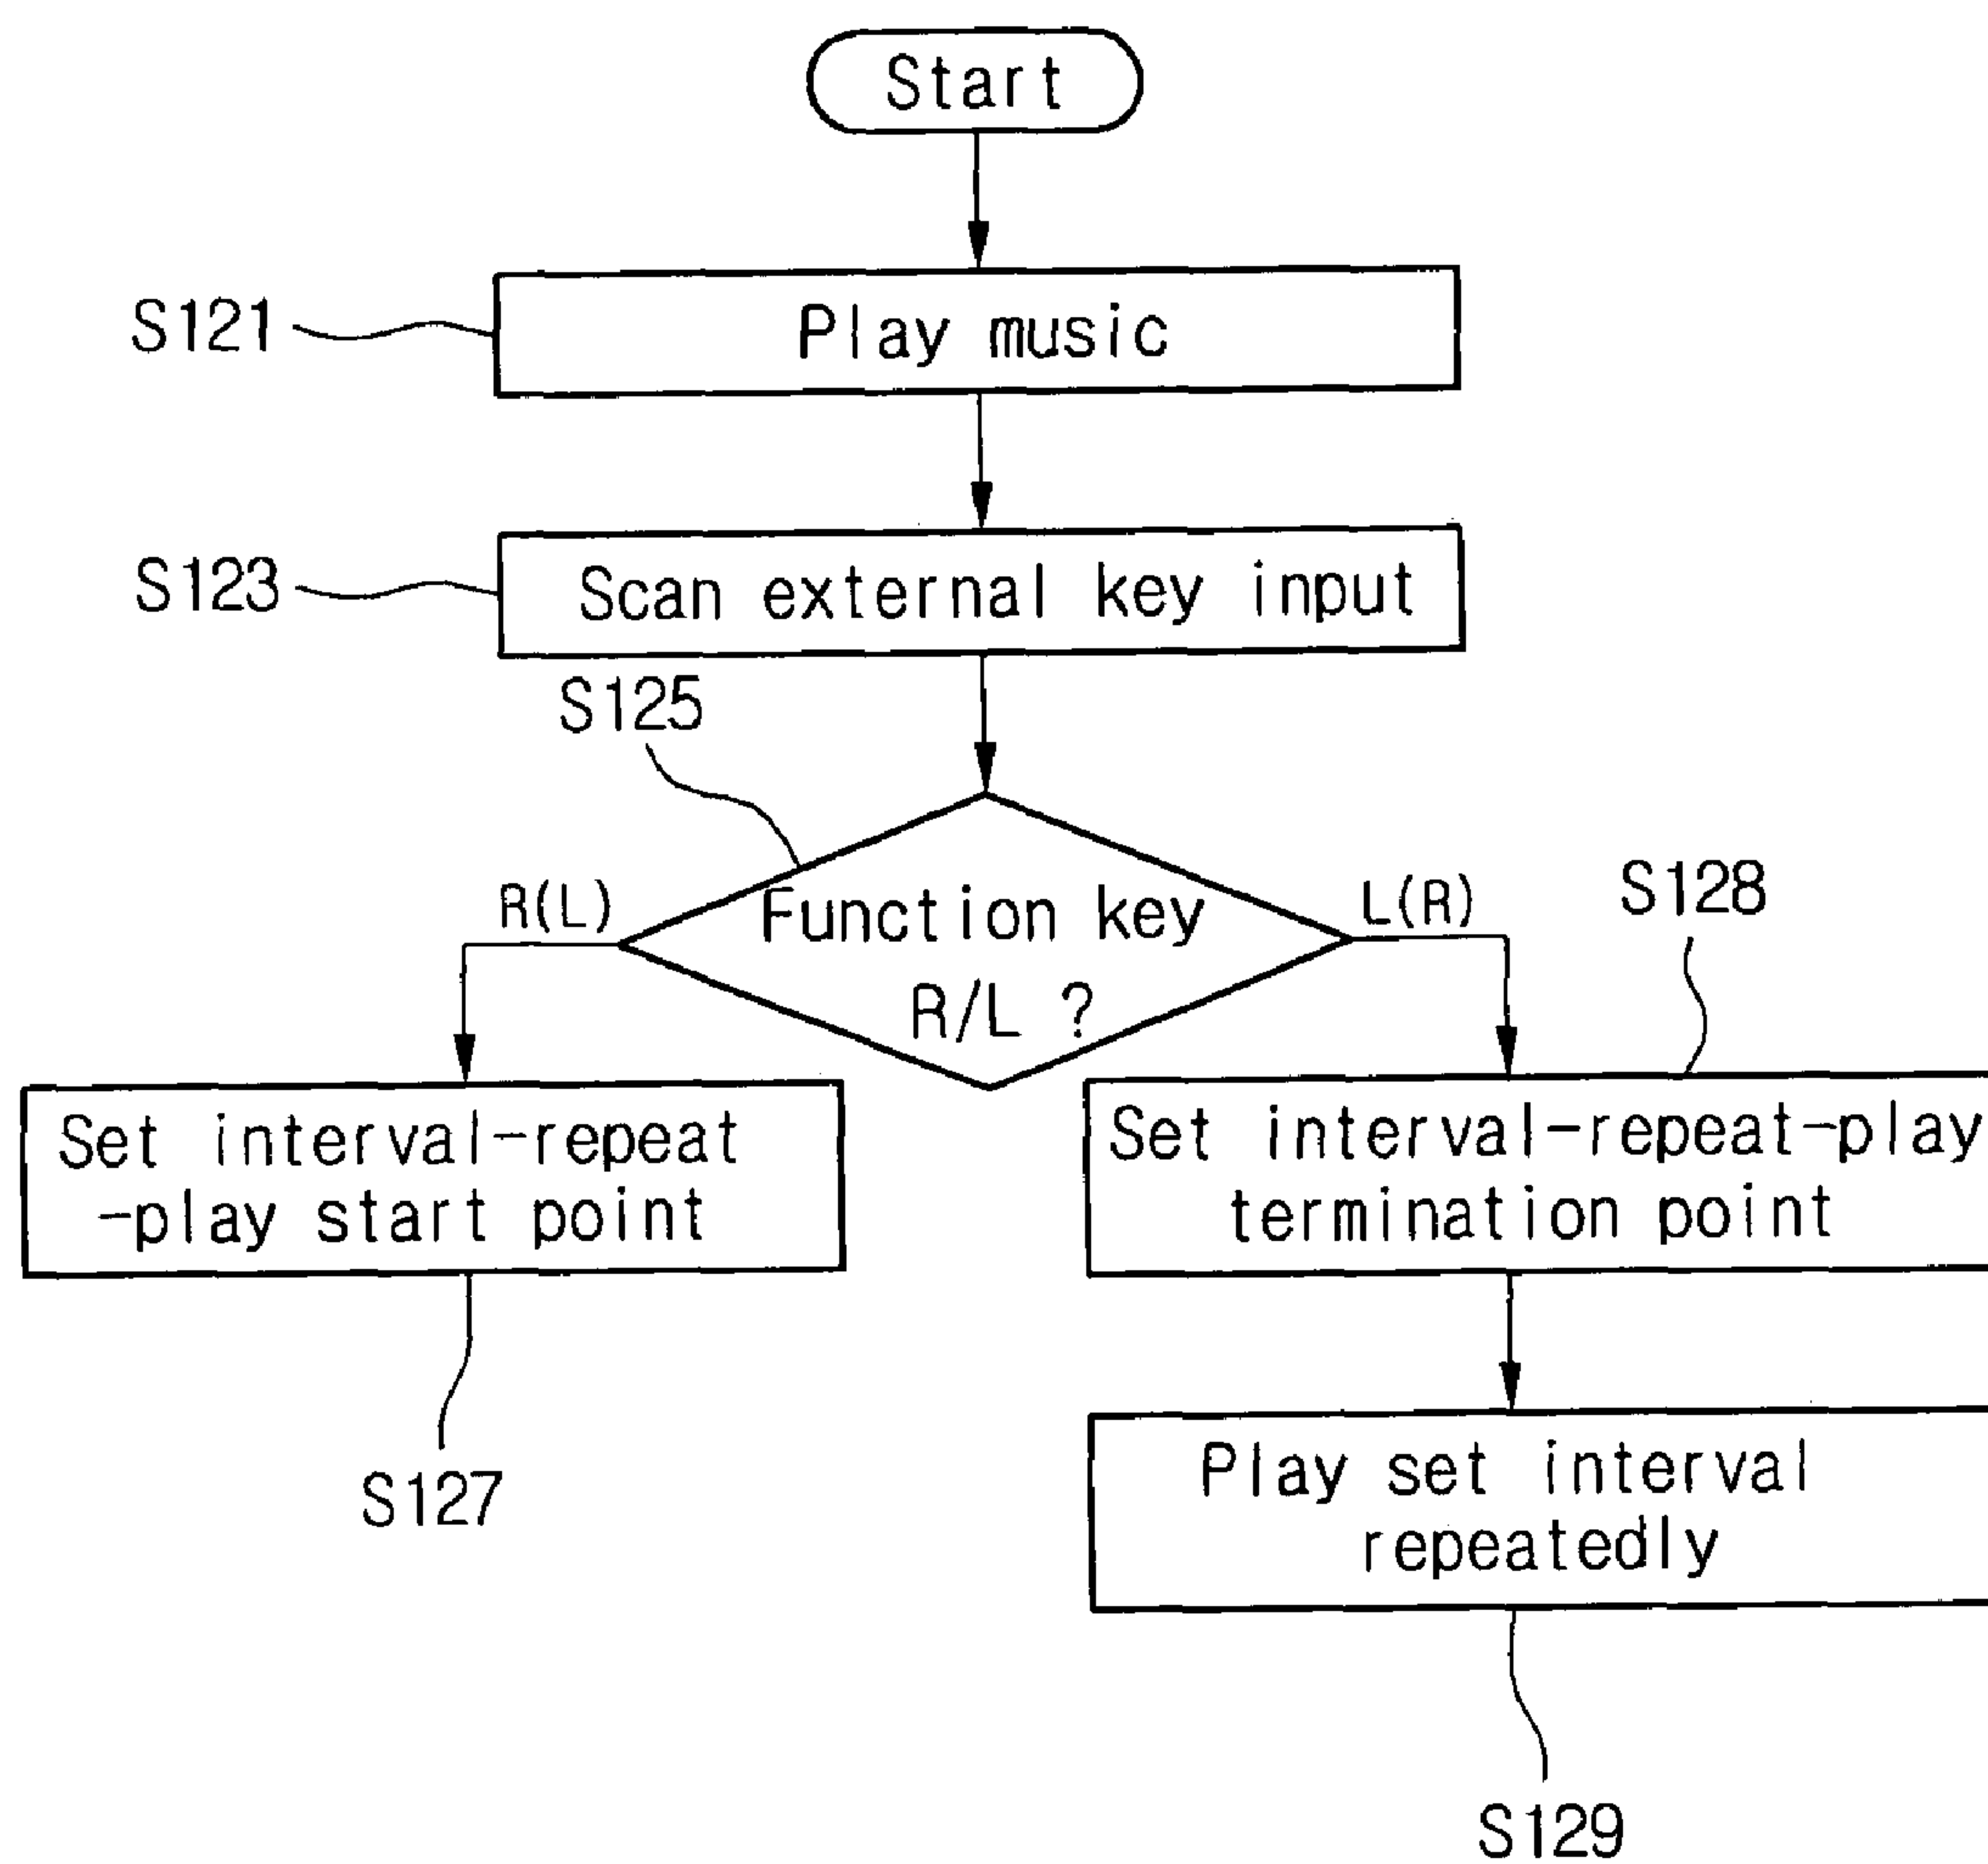 Start
S121
Play music
S123
Scan external key input
S125
R(L)
Function key
R/L ?
L(R)
S128
Set interval-repeat
-play start point
Set interval-repeat-play
termination point
S127
Play set interval
repeatedly
S129